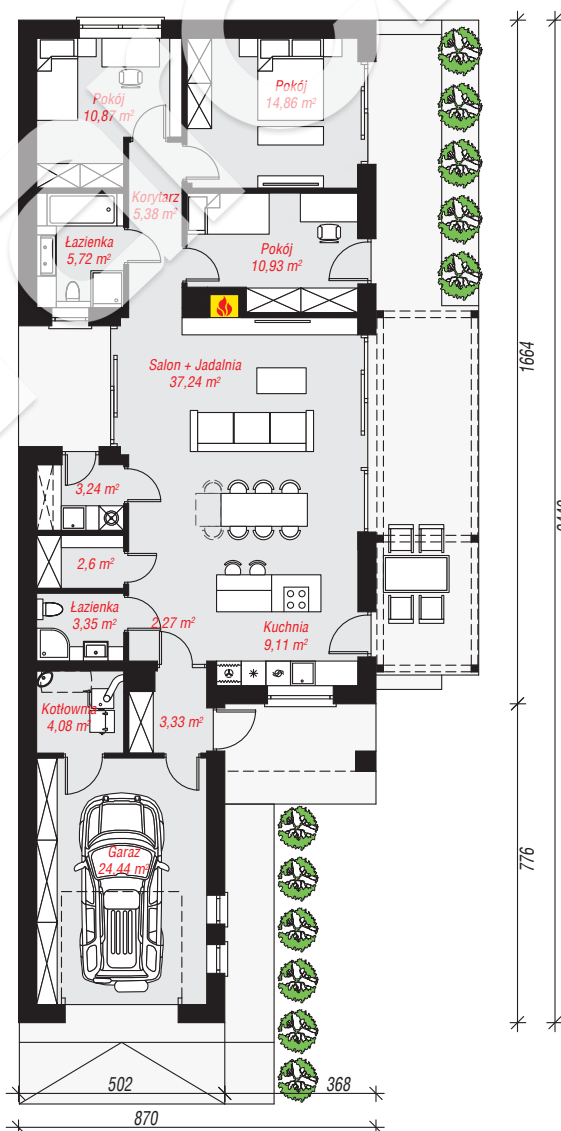 Pokój
10,87 m²
Pokój
14,86 m²
Korytarz
5,38 m²
Łazienka
5,72 m²
Pokój
10,93 m²
Salon + Jadalnia
37,24 m²
1664
3,24 m²
2,6 m²
Łazienka
3,35 m²
2,27 m²
Kuchnia
9,11 m²
Kotłownia
4,08 m²
3,33 m²
Garaz
24,44 m²
776
502
368
870